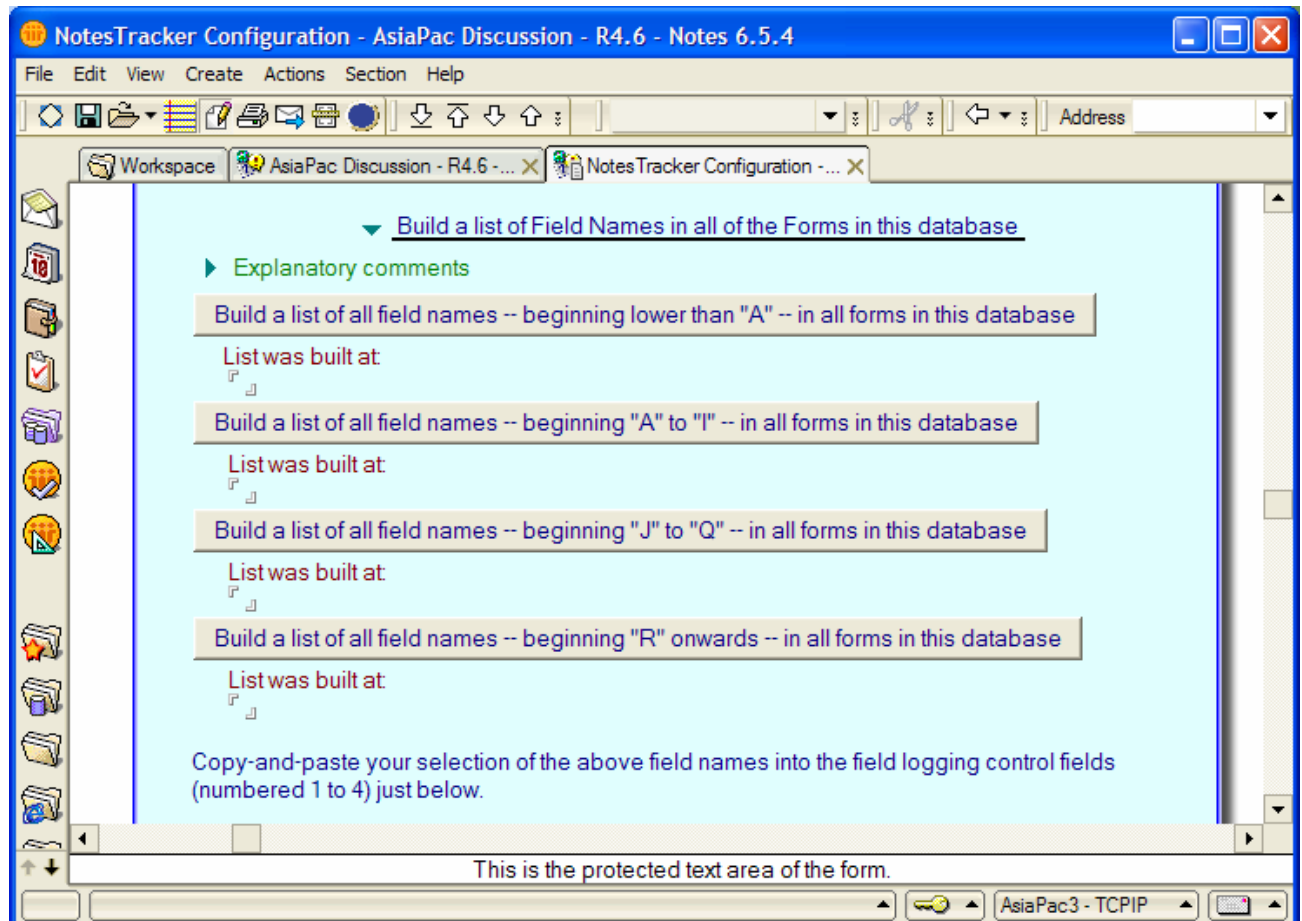 NotesTracker Configuration - AsiaPac Discussion - R4.6 - Notes 6.5.4
File Edit View Create Actions Section Help
Address
Workspace AsiaPac Discussion - R4.6 -... NotesTracker Configuration -...
Build a list of Field Names in all of the Forms in this database
Explanatory comments
Build a list of all field names -- beginning lower than "A" -- in all forms in this database
List was built at:
Build a list of all field names -- beginning "A" to "I" -- in all forms in this database
List was built at:
Build a list of all field names -- beginning "J" to "Q" -- in all forms in this database
List was built at:
Build a list of all field names -- beginning "R" onwards -- in all forms in this database
List was built at:
Copy-and-paste your selection of the above field names into the field logging control fields
(numbered 1 to 4) just below.
This is the protected text area of the form.
AsiaPac3 - TCPIP